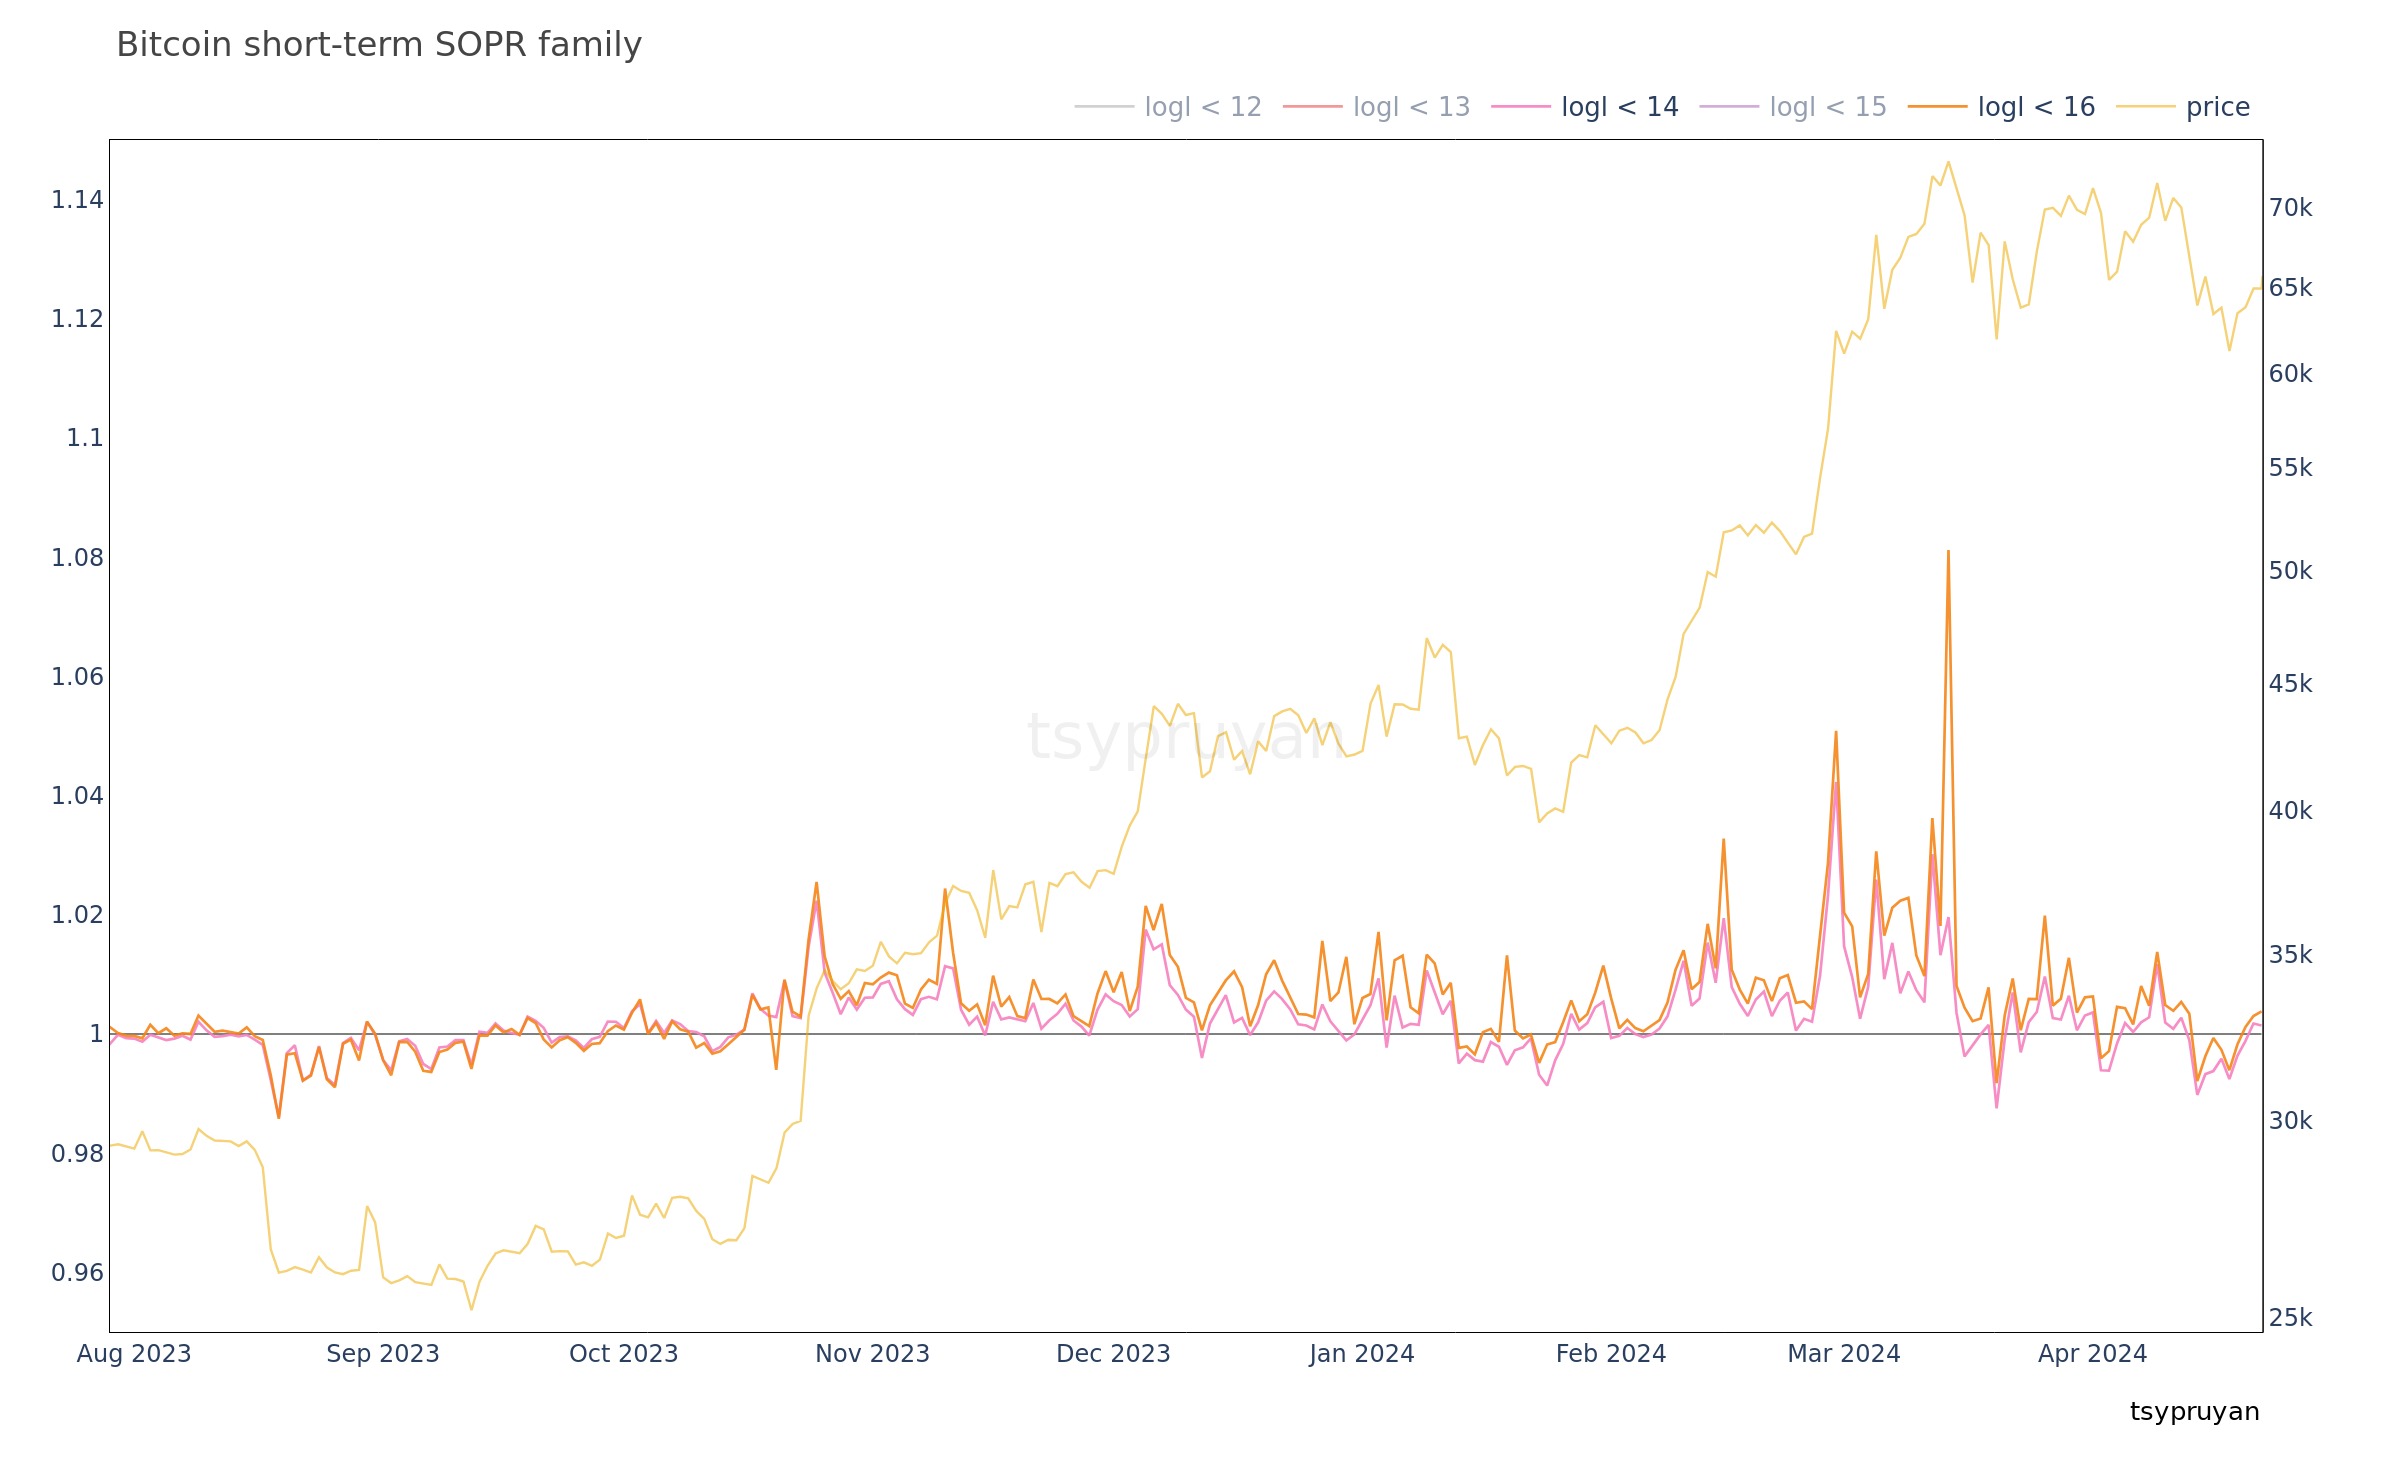 Bitcoin short-term SOPR family
logl < 12 logl < 13 logl < 14 logl < 15 logl < 16 price
1.14
1.12
1.1
1.08
1.06
1.04
1.02
1
0.98
0.96
70k
65k
60k
55k
50k
45k
40k
35k
30k
25k
tsypruyan
Aug 2023 Sep 2023 Oct 2023 Nov 2023 Dec 2023 Jan 2024 Feb 2024 Mar 2024 Apr 2024
tsypruyan